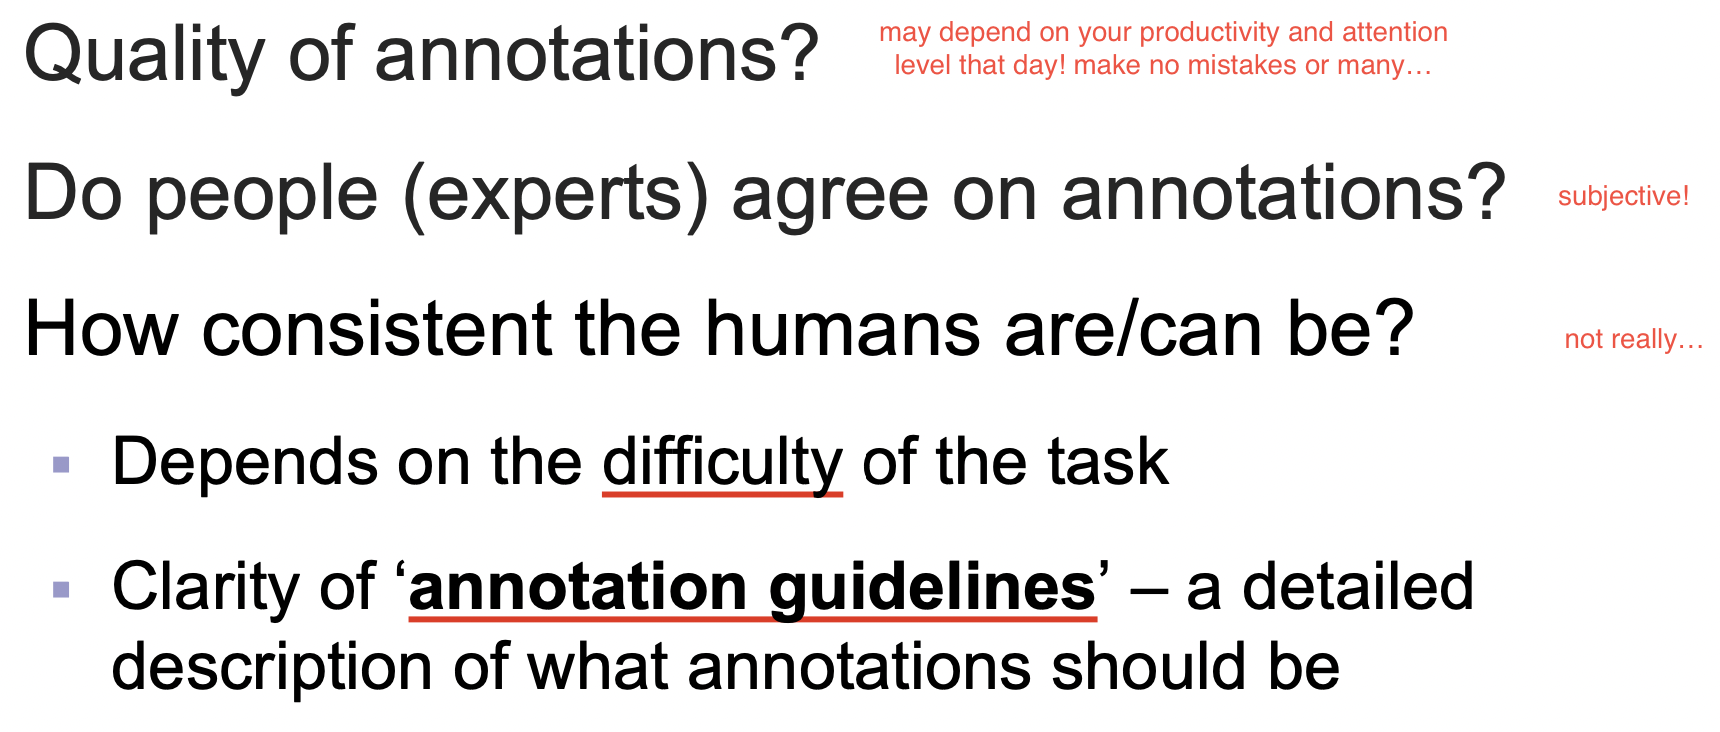 Quality of annotations?
may depend on your productivity and attention
level that day! make no mistakes or many…
Do people (experts) agree on annotations?
subjective!
How consistent the humans are/can be?
not really…
Depends on the difficulty of the task
Clarity of ‘annotation guidelines’ – a detailed
description of what annotations should be